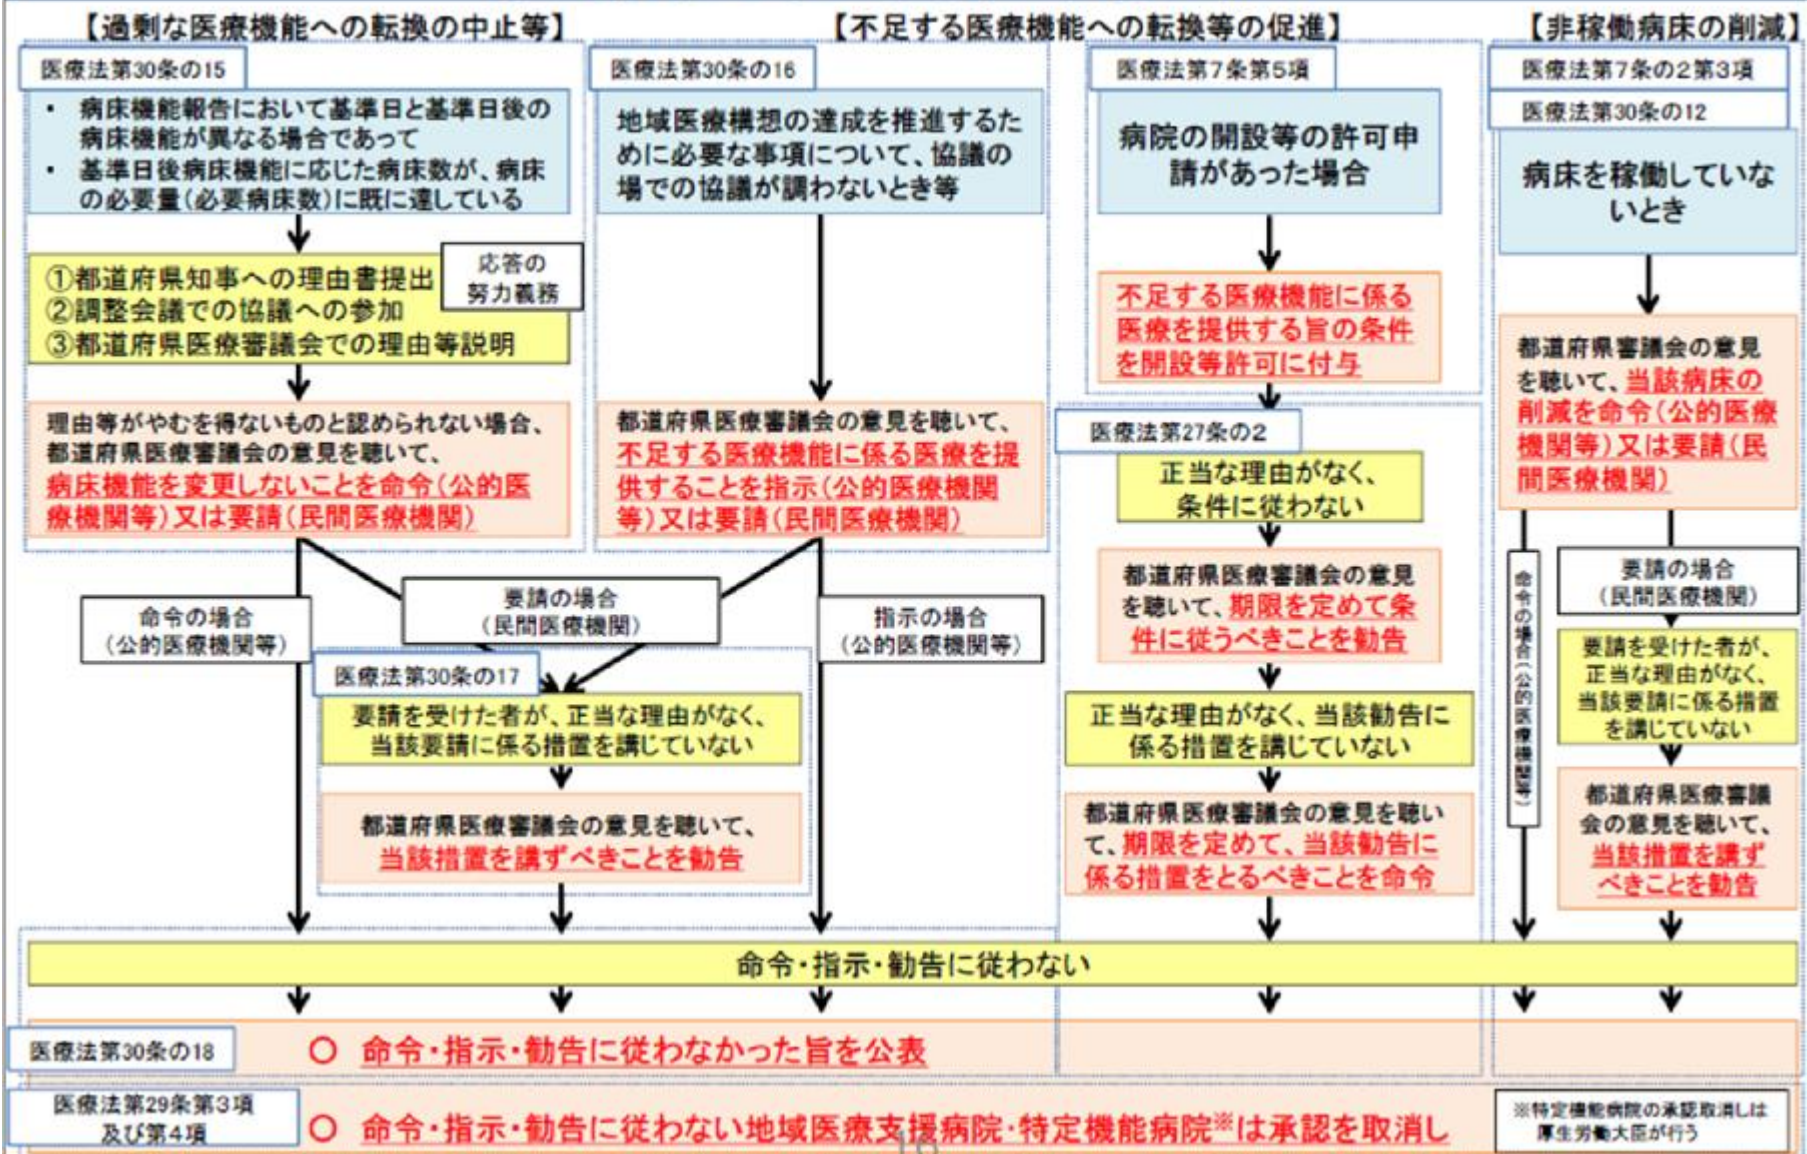 【過剰な医療機能への転換の中止等】
【不足する医療機能への転換等の促進】
【非稼働病床の削減】
医療法第30条の15
・ 病床機能報告において基準日と基準日後の
病床機能が異なる場合であって
・ 基準日後病床機能に応じた病床数が、病床
の必要量(必要病床数)に既に達している
①都道府県知事への理由書提出
②調整会議での協議への参加
③都道府県医療審議会での理由等説明
応答の
努力義務
理由等がやむを得ないものと認められない場合、
都道府県医療審議会の意見を聴いて、
病床機能を変更しないことを命令(公的医
療機関等)又は要請(民間医療機関)
医療法第30条の16
地域医療構想の達成を推進するた
めに必要な事項について、協議の
場での協議が調わないとき等
都道府県医療審議会の意見を聴いて、
不足する医療機能に係る医療を提
供することを指示(公的医療機関
等)又は要請(民間医療機関)
命令の場合
(公的医療機関等)
要請の場合
(民間医療機関)
指示の場合
(公的医療機関等)
医療法第30条の17
要請を受けた者が、正当な理由がなく、
当該要請に係る措置を講じていない
都道府県医療審議会の意見を聴いて、
当該措置を講ずべきことを勧告
医療法第7条第5項
病院の開設等の許可申
請があった場合
不足する医療機能に係る
医療を提供する旨の条件
を開設等許可に付与
医療法第27条の2
正当な理由がなく、
条件に従わない
都道府県医療審議会の意見
を聴いて、期限を定めて条
件に従うべきことを勧告
正当な理由がなく、当該勧告に
係る措置を講じていない
都道府県医療審議会の意見を聴い
て、期限を定めて、当該勧告に
係る措置をとるべきことを命令
医療法第7条の2第3項
医療法第30条の12
病床を稼働していな
いとき
都道府県審議会の意見
を聴いて、当該病床の
削減を命令(公的医療
機関等)又は要請(民
間医療機関)
命令の場合(公的医療機関等)
要請の場合
(民間医療機関)
要請を受けた者が、
正当な理由がなく、
当該要請に係る措置
を講じていない
都道府県医療審議
会の意見を聴いて、
当該措置を講ず
べきことを勧告
命令・指示・勧告に従わない
医療法第30条の18
○ 命令・指示・勧告に従わなかった旨を公表
医療法第29条第3項
及び第4項
○ 命令・指示・勧告に従わない地域医療支援病院・特定機能病院※は承認を取消し
※特定機能病院の承認取消しは
厚生労働大臣が行う